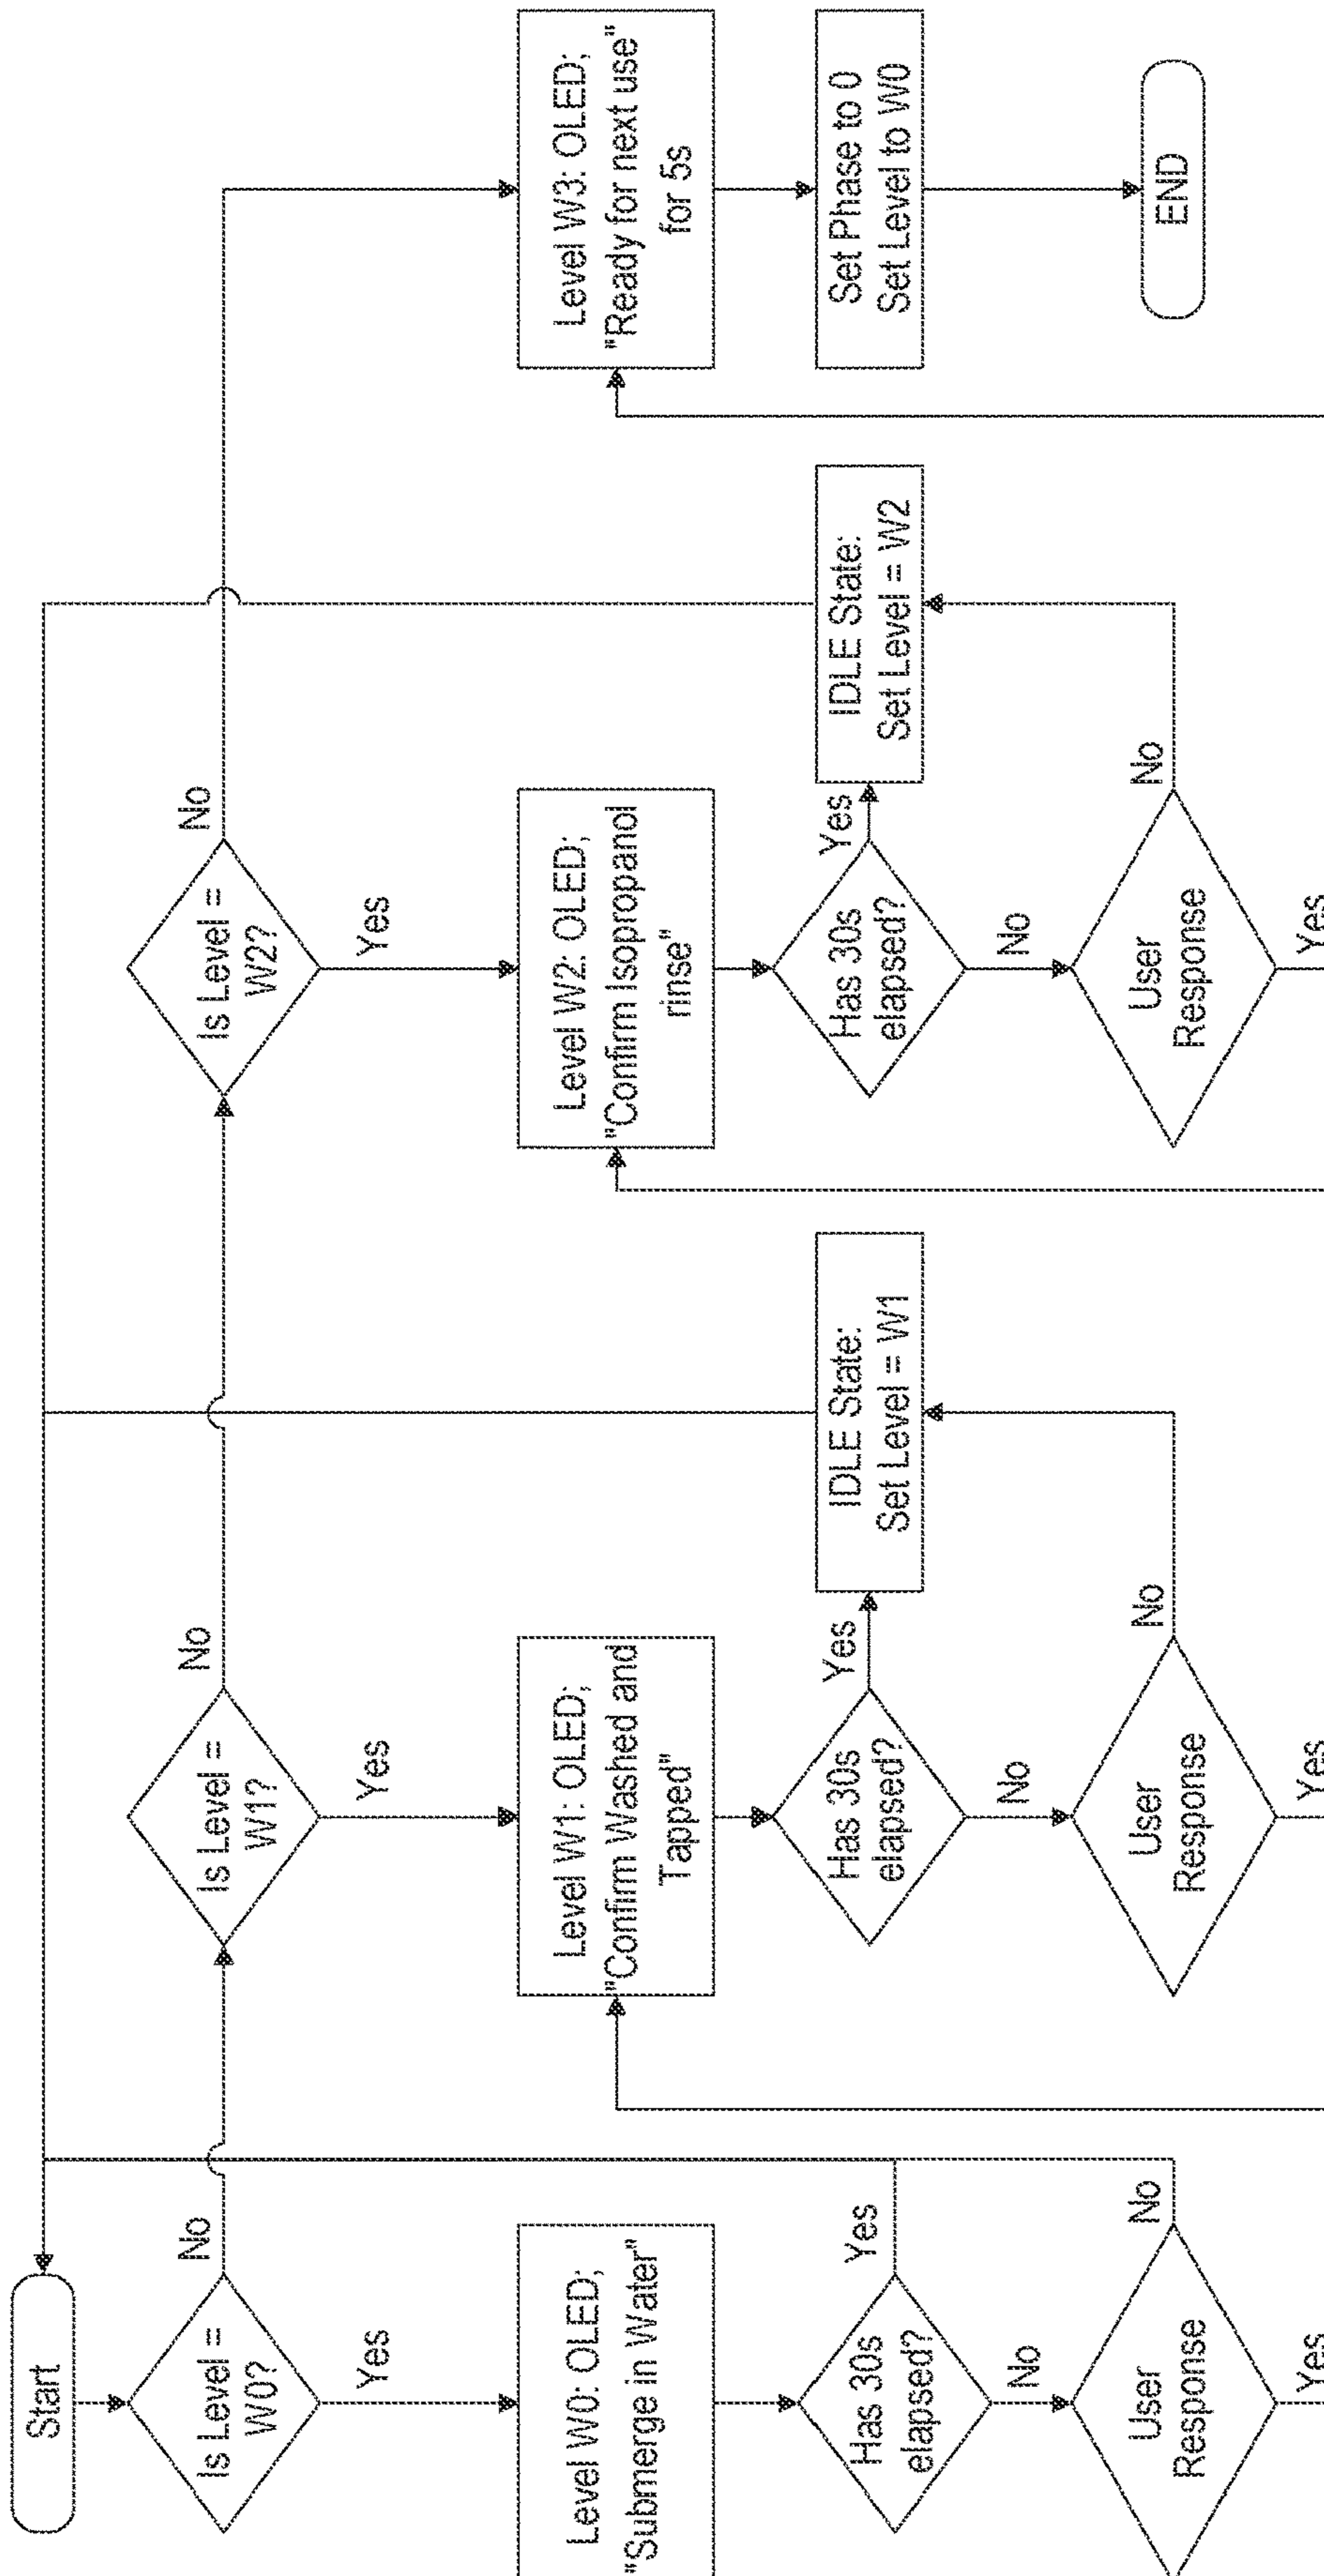 Start
Is Level =
W0?
No
Yes
Level W0: OLED;
"Submerge in Water"
Has 30s
elapsed?
Yes
No
User
Response
No
Yes
Is Level =
W1?
No
Yes
Level W1: OLED;
"Confirm Washed and
Tapped"
Has 30s
elapsed?
Yes
No
IDLE State:
Set Level = W1
User
Response
No
Yes
Is Level =
W2?
No
Yes
Level W2: OLED;
"Confirm Isopropanol
rinse"
Has 30s
elapsed?
Yes
No
IDLE State:
Set Level = W2
User
Response
No
Yes
Level W3: OLED;
"Ready for next use"
for 5s
Set Phase to 0
Set Level to W0
END